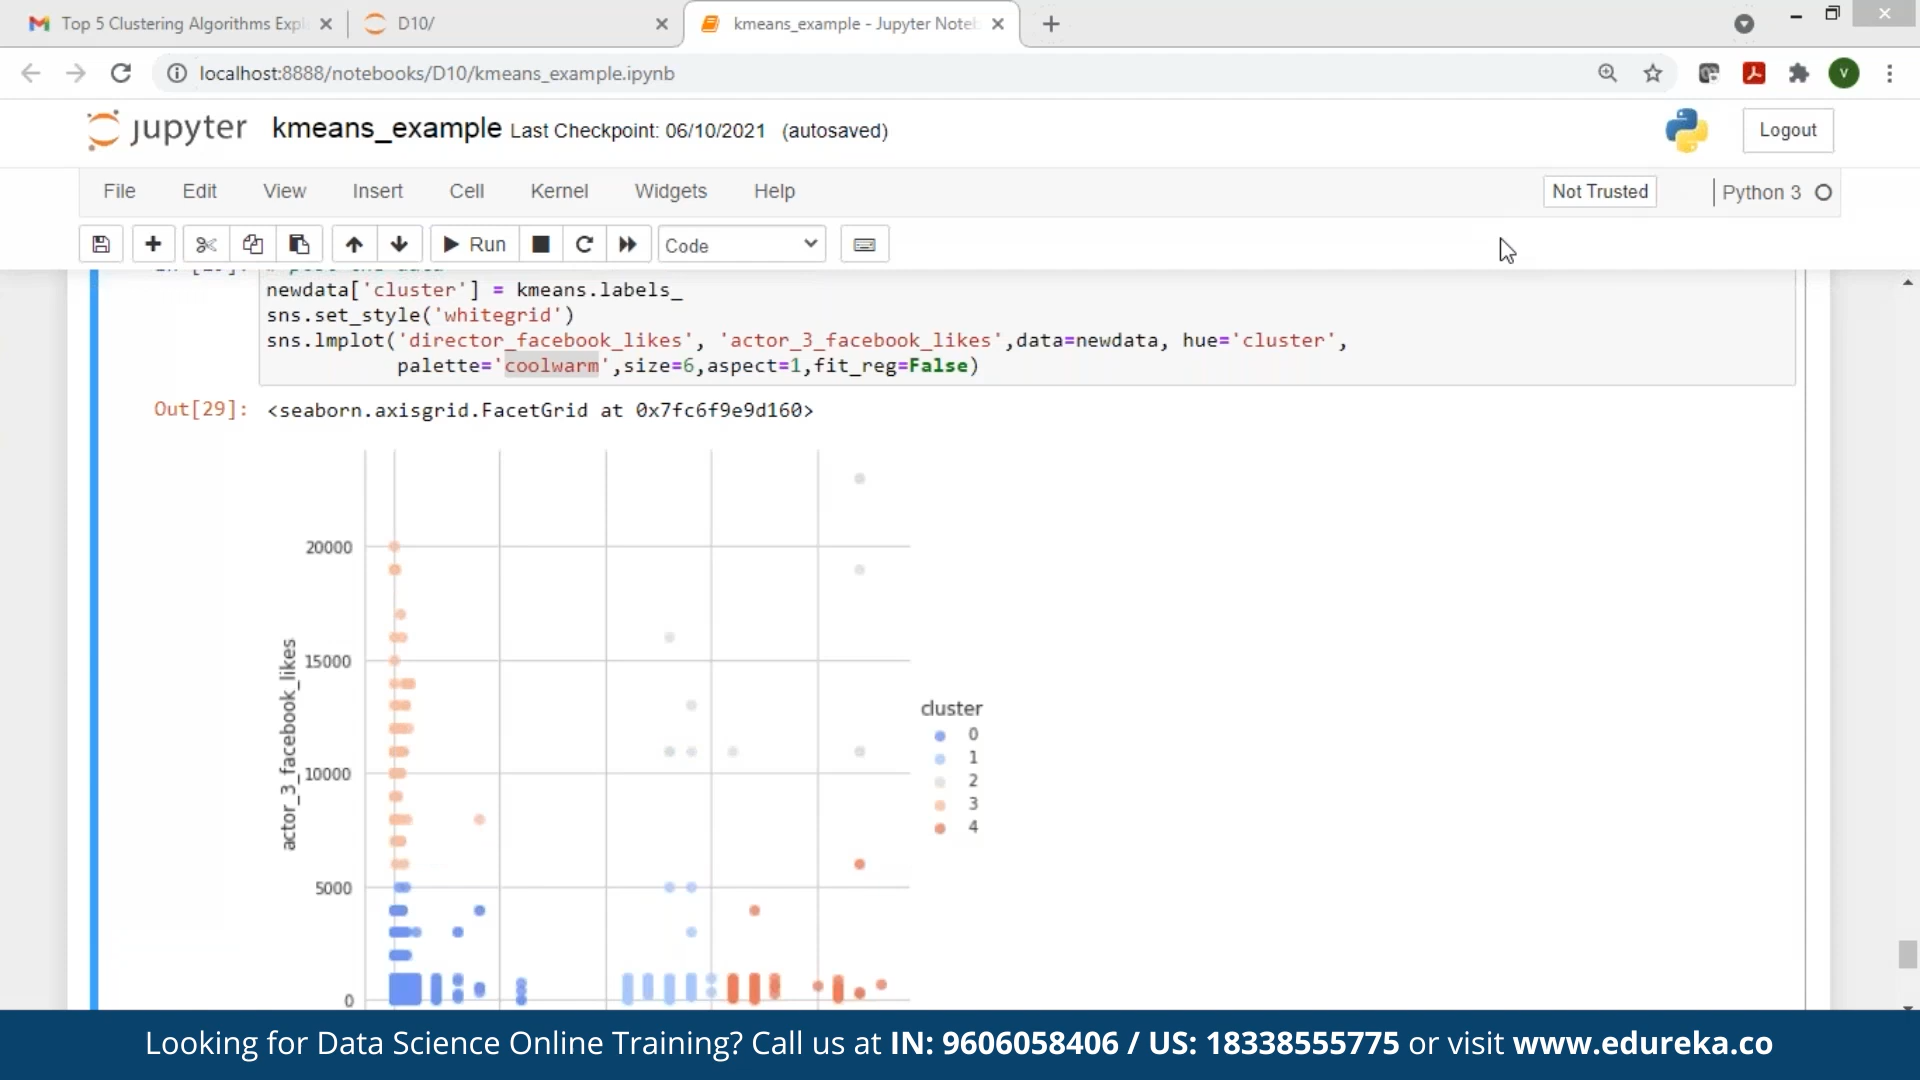 Top 5 Clustering Algorithms Expl
D10/
kmeans_example - Jupyter Noteb
localhost:8888/notebooks/D10/kmeans_example.ipynb
V
jupyter kmeans_example Last Checkpoint: 06/10/2021 (autosaved)
Logout
File Edit View Insert Cell Kernel Widgets Help
Not Trusted
Python 3
Run
Code
newdata['cluster'] = kmeans.labels_
sns.set_style('whitegrid')
sns.lmplot('director_facebook_likes', 'actor_3_facebook_likes',data=newdata, hue='cluster',
palette='coolwarm',size=6,aspect=1,fit_reg=False)
Out[29]: <seaborn.axisgrid.FacetGrid at 0x7fc6f9e9d160>
20000
15000
10000
5000
0
actor_3_facebook_likes
cluster
0
1
2
3
4
Looking for Data Science Online Training? Call us at IN: 9606058406 / US: 18338555775 or visit www.edureka.co